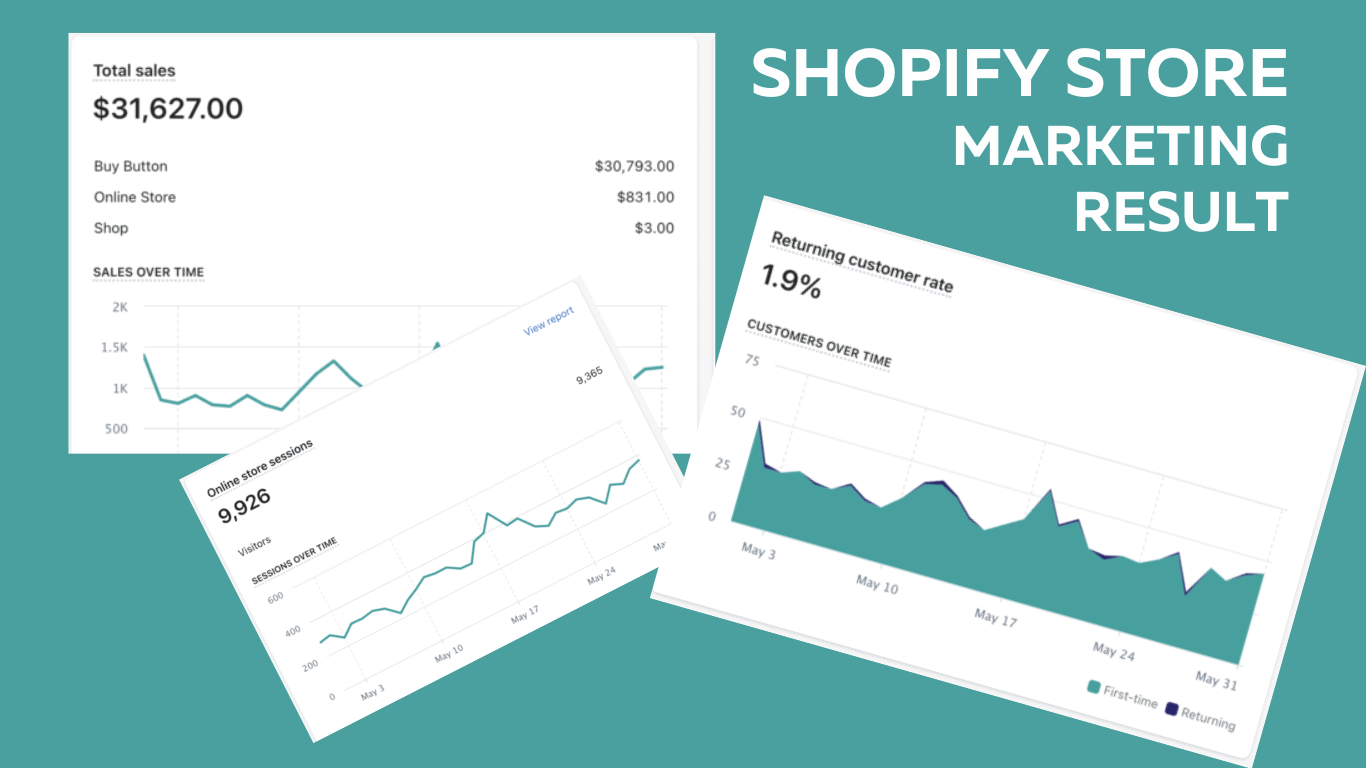 SHOPIFY STORE
MARKETING
RESULT
Total sales
$31,627.00
Buy Button $30,793.00
Online Store $831.00
Shop $3.00
SALES OVER TIME
2K
1.5K
1K
500
View report
Online store sessions
9,926
Visitors 9,365
SESSIONS OVER TIME
600
400
200
0
May 3 May 10 May 17 May 24
Returning customer rate
1.9%
CUSTOMERS OVER TIME
75
50
25
0
May 3 May 10 May 17 May 24 May 31
First-time Returning